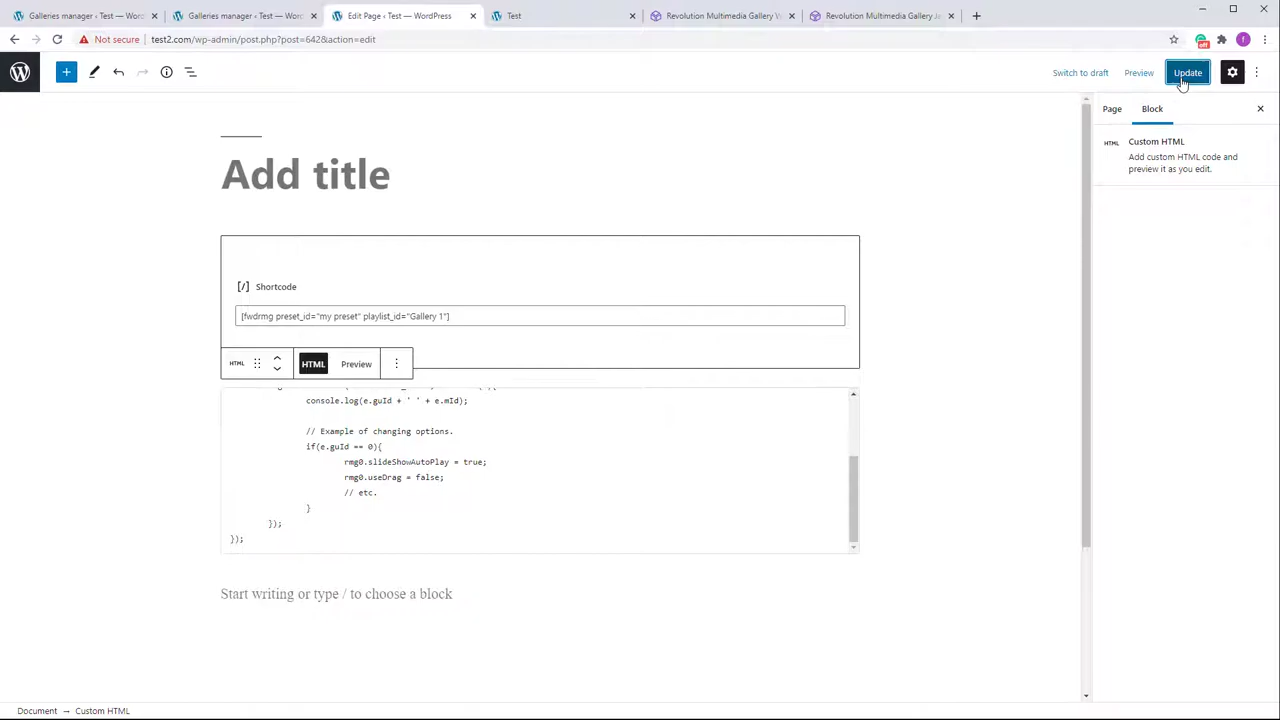 Galleries manager ‹ Test — Word
Galleries manager ‹ Test — Word
Edit Page ‹ Test — WordPress
Test
Revolution Multimedia Gallery
Revolution Multimedia Gallery
Not secure
test2.com/wp-admin/post.php?post=642&action=edit
off
f
Switch to draft
Preview
Update
Page
Block
Custom HTML
Add custom HTML code and
preview it as you edit.
Add title
[/] Shortcode
[fwdrmg preset_id="my preset" playlist_id="Gallery 1"]
HTML
HTML
Preview
HTML
console.log(e.guId + ' ' + e.mId);
// Example of changing options.
if(e.guId == 0){
rmg0.slideShowAutoPlay = true;
rmg0.useDrag = false;
// etc.
}
});
});
Start writing or type / to choose a block
Document → Custom HTML